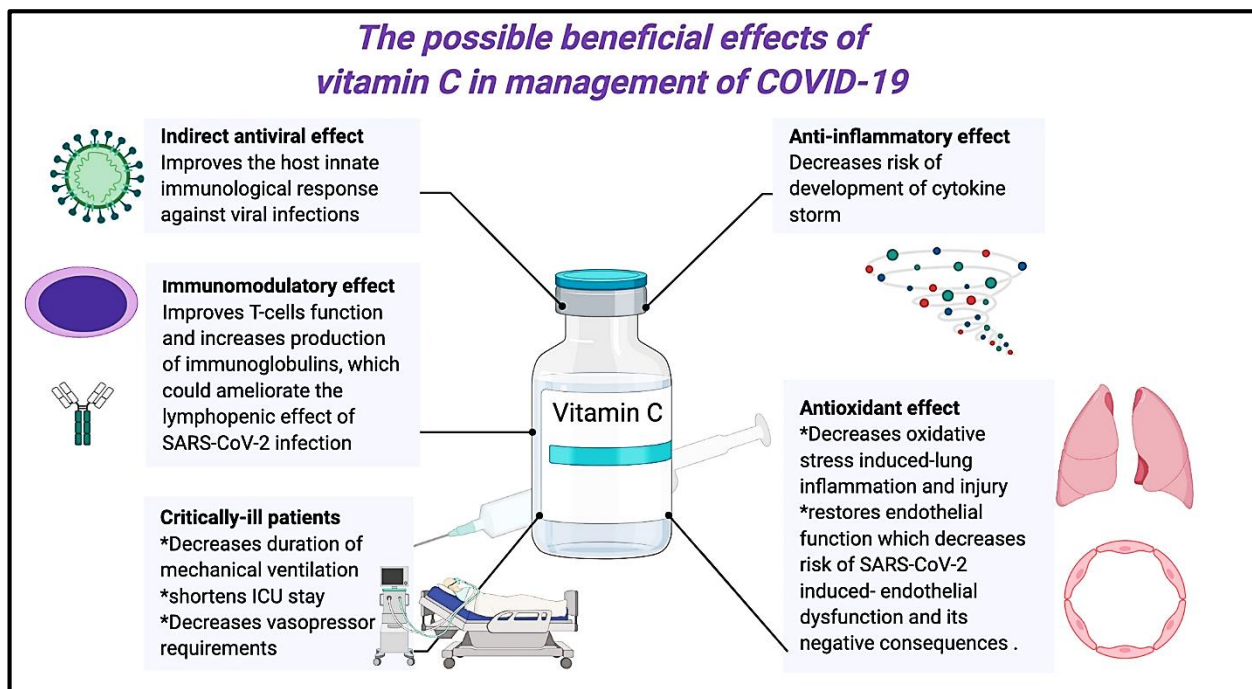 The possible beneficial effects of
vitamin C in management of COVID-19
Indirect antiviral effect
Improves the host innate
immunological response
against viral infections
Anti-inflammatory effect
Decreases risk of
development of cytokine
storm
Immunomodulatory effect
Improves T-cells function
and increases production
of immunoglobulins, which
could ameliorate the
lymphopenic effect of
SARS-CoV-2 infection
Vitamin C
Antioxidant effect
*Decreases oxidative
stress induced-lung
inflammation and injury
*restores endothelial
function which decreases
risk of SARS-CoV-2
induced- endothelial
dysfunction and its
negative consequences .
Critically-ill patients
*Decreases duration of
mechanical ventilation
*shortens ICU stay
*Decreases vasopressor
requirements